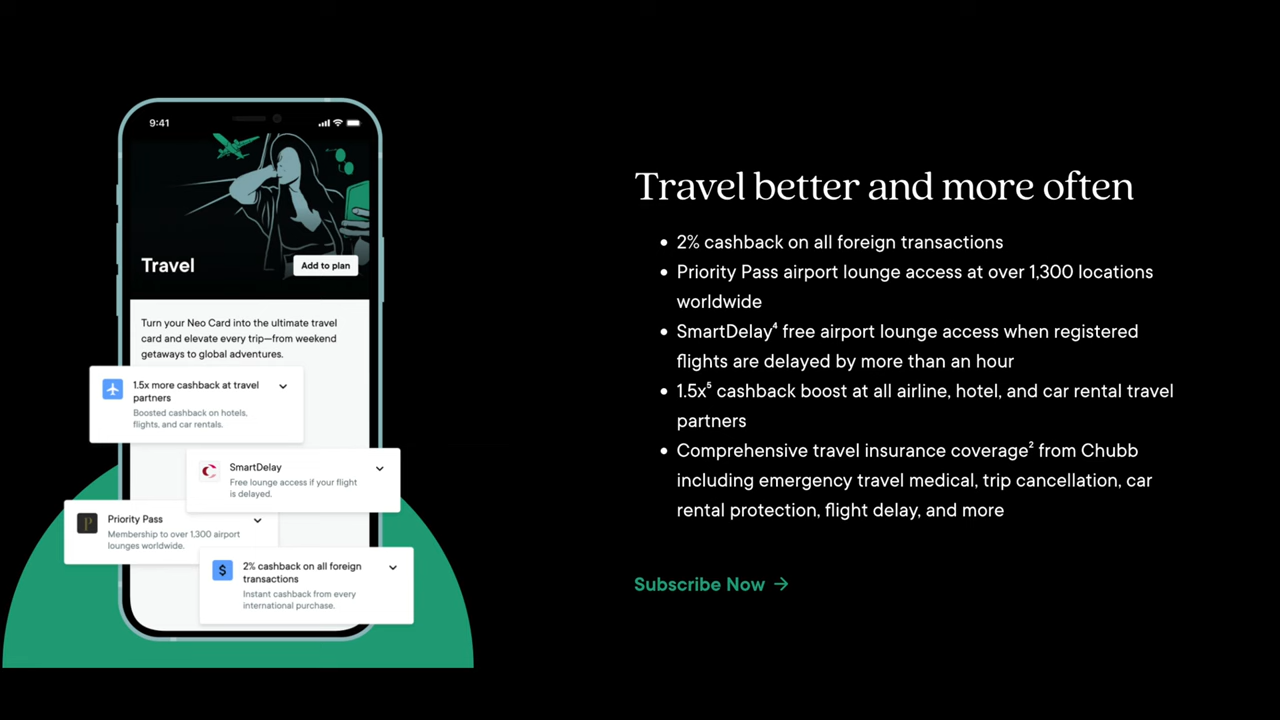 9:41
Travel
Add to plan
Turn your Neo Card into the ultimate travel
card and elevate every trip—from weekend
getaways to global adventures.
1.5x more cashback at travel
partners
Boosted cashback on hotels,
flights, and car rentals.
SmartDelay
Free lounge access if your flight
is delayed.
Priority Pass
Membership to over 1,300 airport
lounges worldwide.
2% cashback on all foreign
transactions
Instant cashback from every
international purchase.
Travel better and more often
• 2% cashback on all foreign transactions
• Priority Pass airport lounge access at over 1,300 locations
worldwide
• SmartDelay⁴ free airport lounge access when registered
flights are delayed by more than an hour
• 1.5x⁵ cashback boost at all airline, hotel, and car rental travel
partners
• Comprehensive travel insurance coverage² from Chubb
including emergency travel medical, trip cancellation, car
rental protection, flight delay, and more
Subscribe Now →